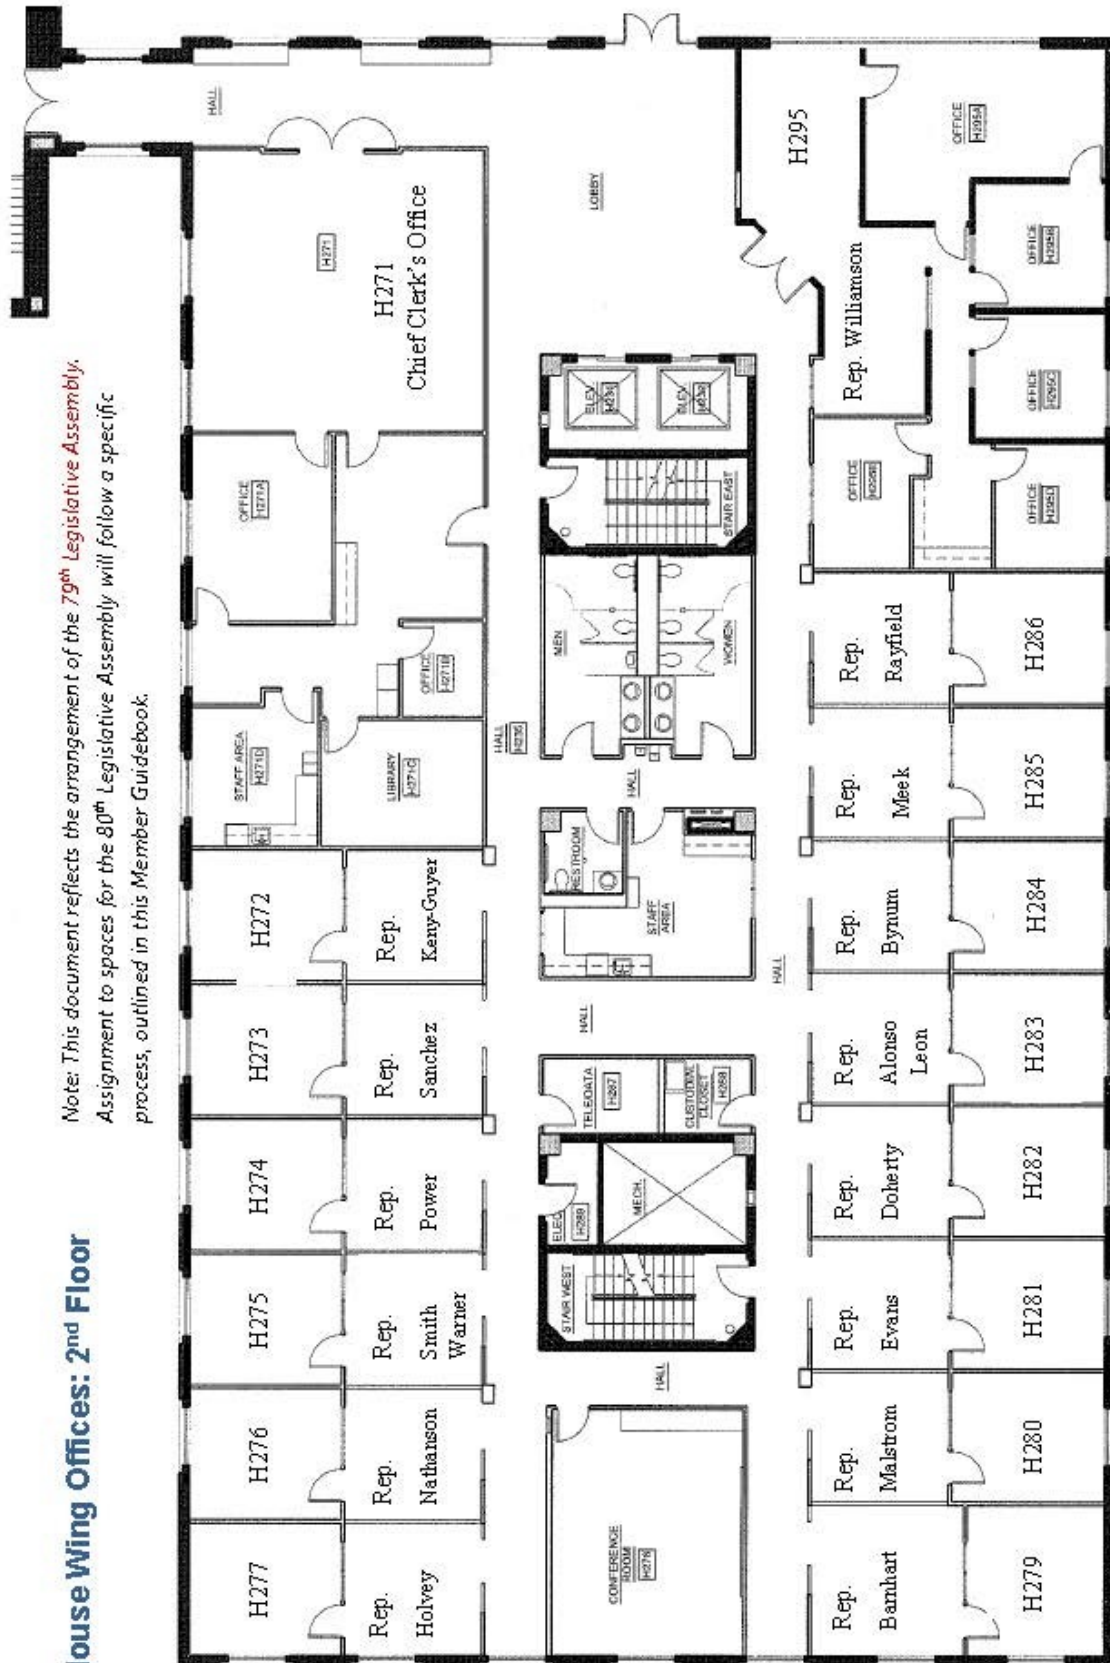 House Wing Offices: 2nd Floor
Note: This document reflects the arrangement of the 79th Legislative Assembly.
Assignment to spaces for the 80th Legislative Assembly will follow a specific
process, outlined in this Member Guidebook.
H277
H276
H275
H274
H273
H272
STAFF AREA
H271D
OFFICE
H271A
H271
HALL
Rep.
Holvey
Rep.
Nathanson
Rep.
Smith
Warner
Rep.
Power
Rep.
Sanchez
Rep.
Keny-Guyer
LIBRARY
H271C
OFFICE
H271B
H271
Chief Clerk's Office
HALL
H235
CONFERENCE
ROOM
H278
HALL
STAIR WEST
ELEC
H289
MECH.
TELEDATA
H287
CUSTODIAL
CLOSET
H288
HALL
RESTROOM
STAFF
AREA
HALL
MEN
WOMEN
STAIR EAST
ELEV
ELEV
LOBBY
HALL
Rep.
Barnhart
Rep.
Malstrom
Rep.
Evans
Rep.
Doherty
Rep.
Alonso
Leon
Rep.
Bynum
Rep.
Meek
Rep.
Rayfield
OFFICE
Rep. Williamson
H295
H279
H280
H281
H282
H283
H284
H285
H286
OFFICE
H295D
OFFICE
H295C
OFFICE
H295B
OFFICE
H295A